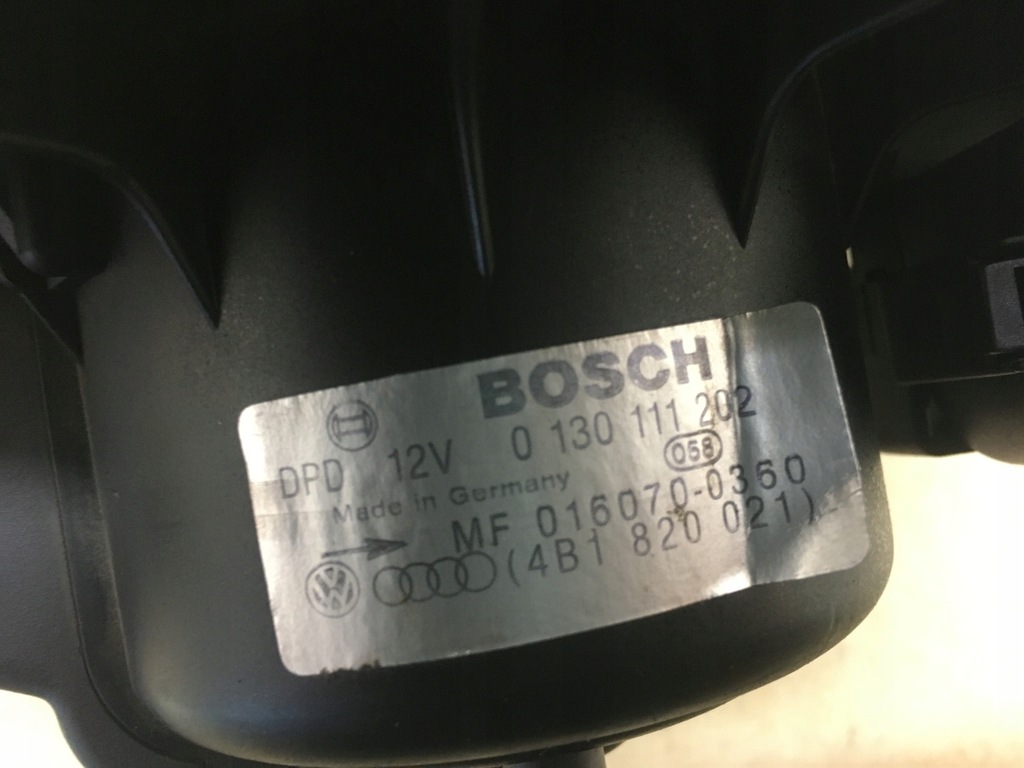 BOSCH
DPD 12V 0 130 111 202
Made in Germany 058
MF 016070-0360
(4B1 820 021)